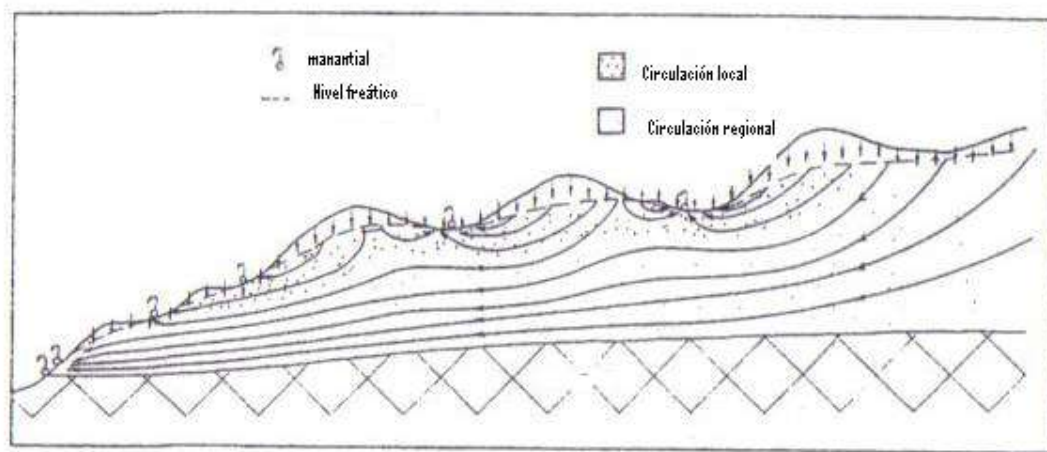 manantial
Nivel freático
Circulación local
Circulación regional